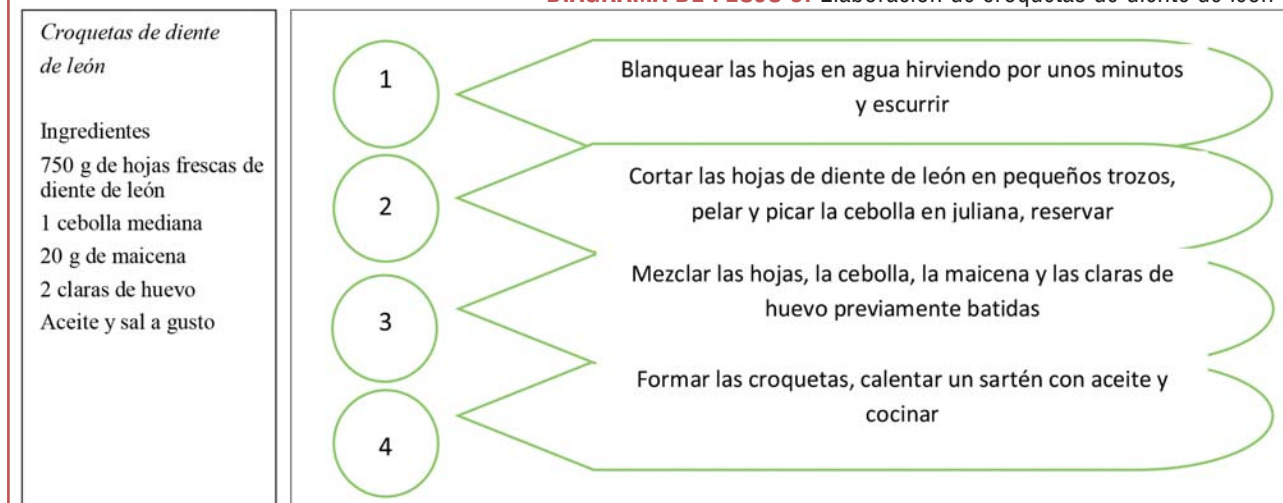 DIAGRAMA DE FLUJO 3. Elaboración de croquetas de diente de león
Croquetas de diente
de león
Ingredientes
750 g de hojas frescas de
diente de león
1 cebolla mediana
20 g de maicena
2 claras de huevo
Aceite y sal a gusto
1
Blanquear las hojas en agua hirviendo por unos minutos
y escurrir
2
Cortar las hojas de diente de león en pequeños trozos,
pelar y picar la cebolla en juliana, reservar
3
Mezclar las hojas, la cebolla, la maicena y las claras de
huevo previamente batidas
4
Formar las croquetas, calentar un sartén con aceite y
cocinar